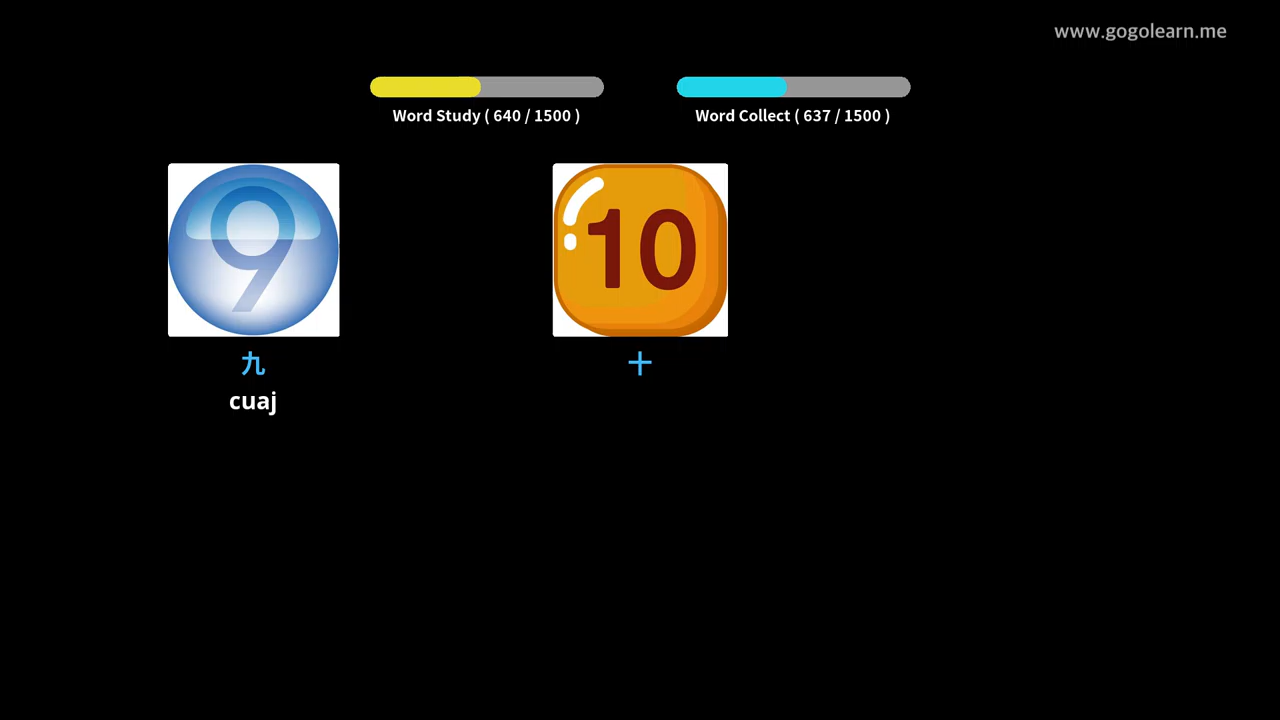 www.gogolearn.me
Word Study ( 640 / 1500 )
Word Collect ( 637 / 1500 )
9
10
九
十
cuaj